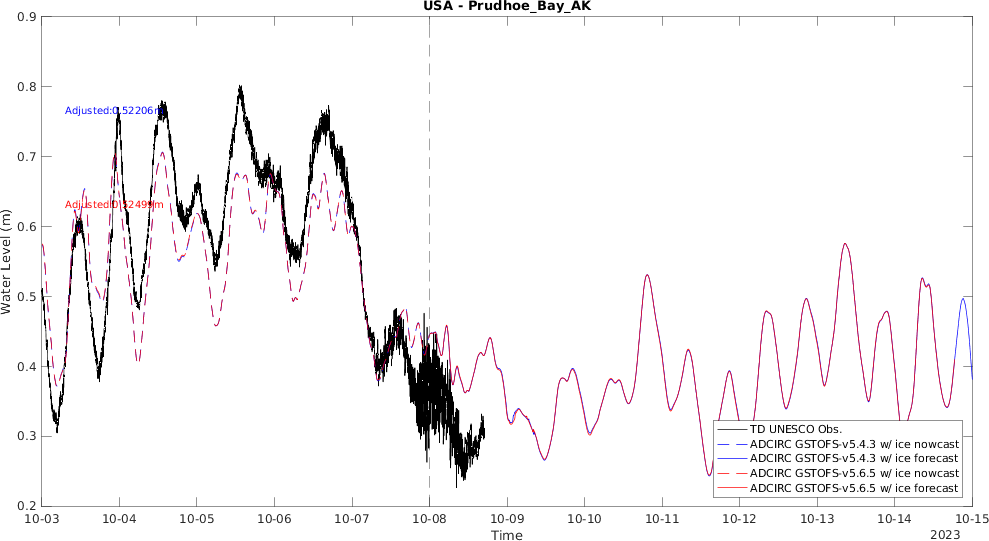 USA - Prudhoe_Bay_AK
0.9
0.8
0.7
0.6
0.5
0.4
0.3
0.2
Water Level (m)
Adjusted:0.52206m
Adjusted:0.52499m
TD UNESCO Obs.
ADCIRC GSTOFS-v5.4.3 w/ ice nowcast
ADCIRC GSTOFS-v5.4.3 w/ ice forecast
ADCIRC GSTOFS-v5.6.5 w/ ice nowcast
ADCIRC GSTOFS-v5.6.5 w/ ice forecast
10-03 10-04 10-05 10-06 10-07 10-08 10-09 10-10 10-11 10-12 10-13 10-14 10-15
Time
2023